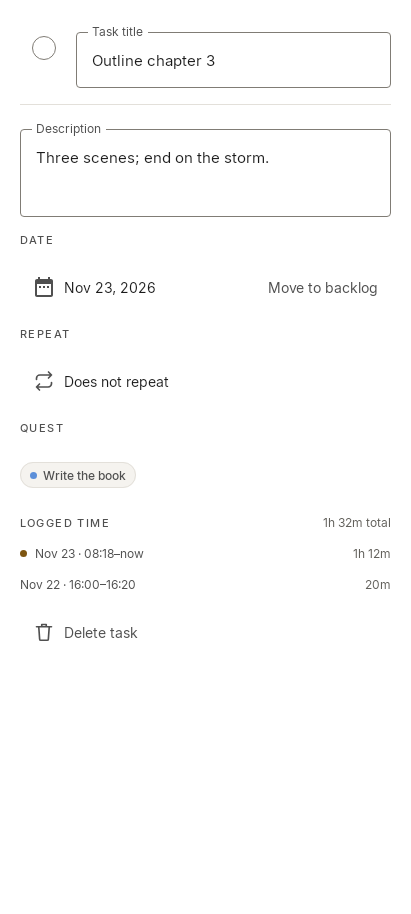 Task title
Outline chapter 3
Description
Three scenes; end on the storm.
DATE
Nov 23, 2026
Move to backlog
REPEAT
Does not repeat
QUEST
Write the book
LOGGED TIME
1h 32m total
Nov 23 · 08:18–now
1h 12m
Nov 22 · 16:00–16:20
20m
Delete task